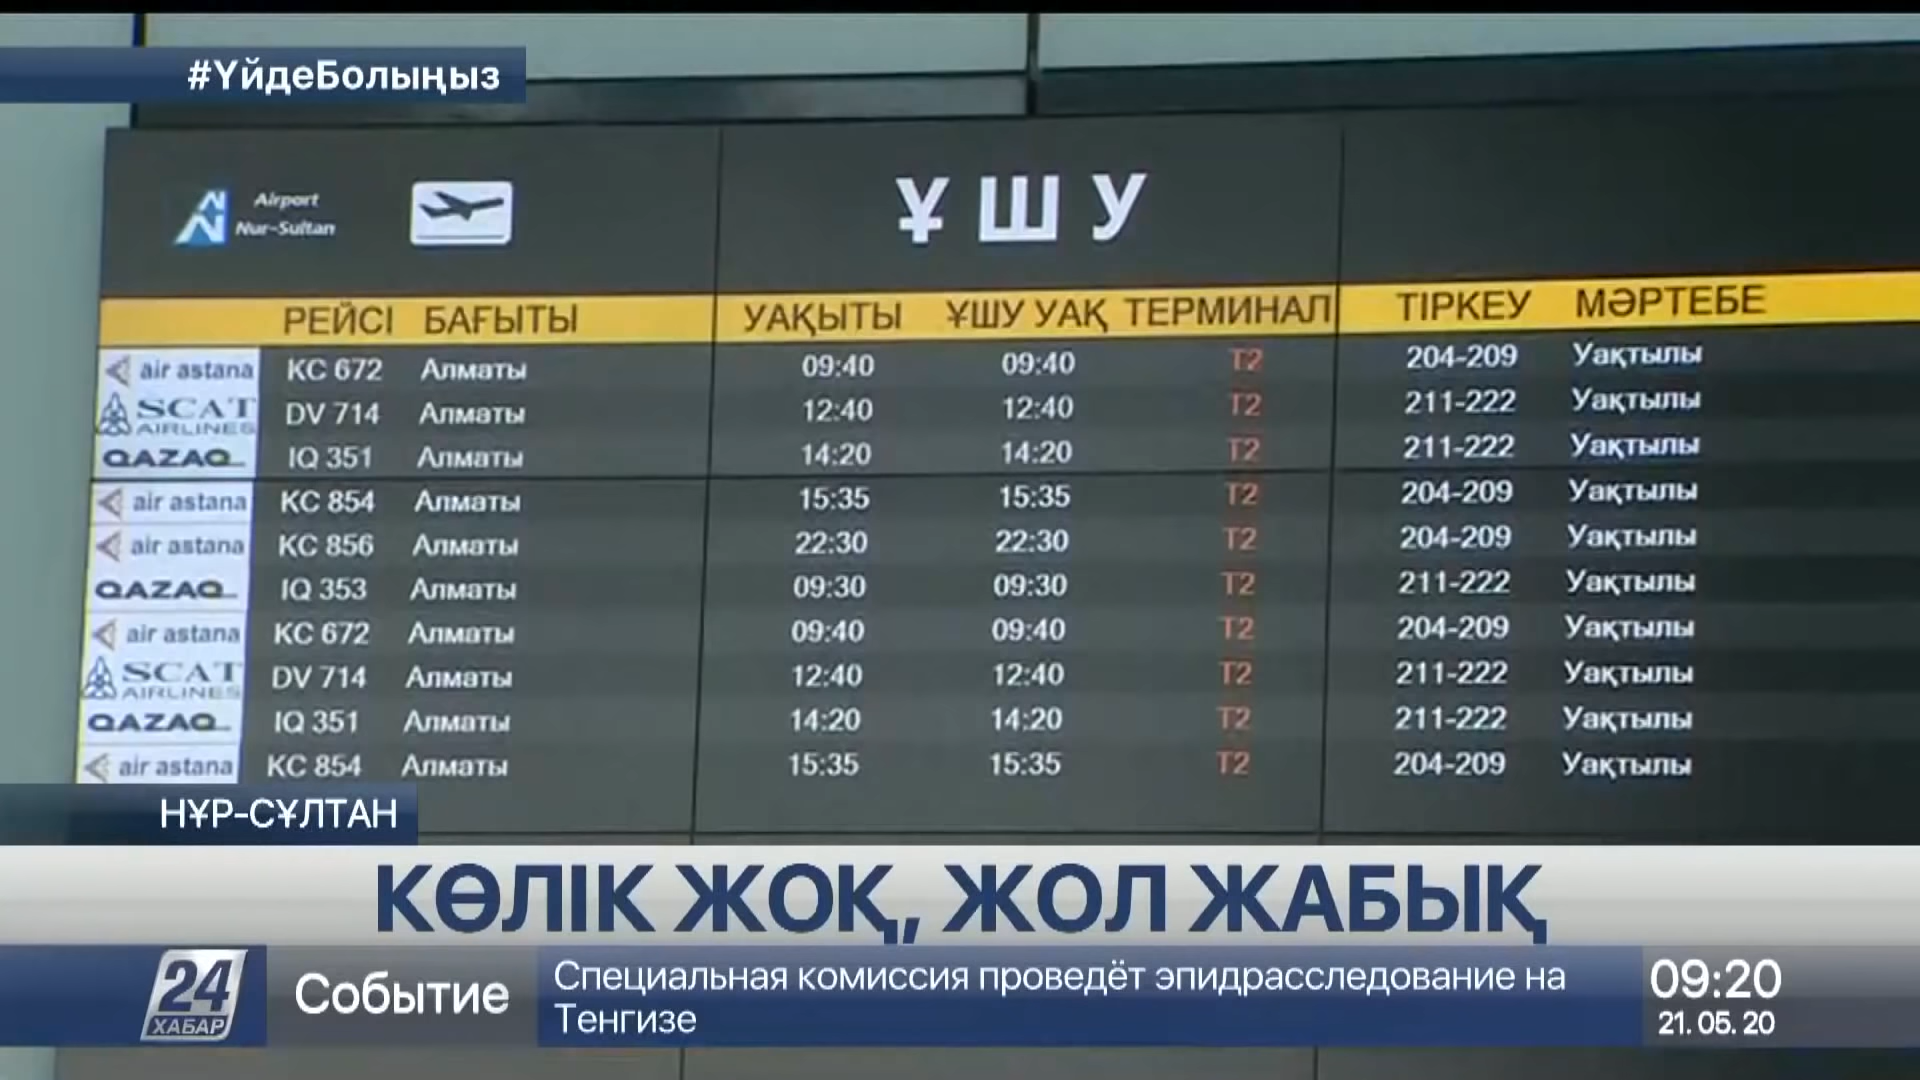 #ҮйдеБолыңыз
Airport
Nur-Sultan
ҰШУ
РЕЙСІ БАҒЫТЫ УАҚЫТЫ ҰШУ УАҚ ТЕРМИНАЛ ТІРКЕУ МӘРТЕБЕ
air astana KC 672 Алматы 09:40 09:40 T2 204-209 Уақтылы
SCAT AIRLINES DV 714 Алматы 12:40 12:40 T2 211-222 Уақтылы
QAZAQ IQ 351 Алматы 14:20 14:20 T2 211-222 Уақтылы
air astana KC 854 Алматы 15:35 15:35 T2 204-209 Уақтылы
air astana KC 856 Алматы 22:30 22:30 T2 204-209 Уақтылы
QAZAQ IQ 353 Алматы 09:30 09:30 T2 211-222 Уақтылы
air astana KC 672 Алматы 09:40 09:40 T2 204-209 Уақтылы
SCAT AIRLINES DV 714 Алматы 12:40 12:40 T2 211-222 Уақтылы
QAZAQ IQ 351 Алматы 14:20 14:20 T2 211-222 Уақтылы
air astana KC 854 Алматы 15:35 15:35 T2 204-209 Уақтылы
НҰР-СҰЛТАН
КӨЛІК ЖОҚ, ЖОЛ ЖАБЫҚ
24
ХАБАР
Событие
Специальная комиссия проведёт эпидрасследование на
Тенгизе
09:20
21. 05. 20